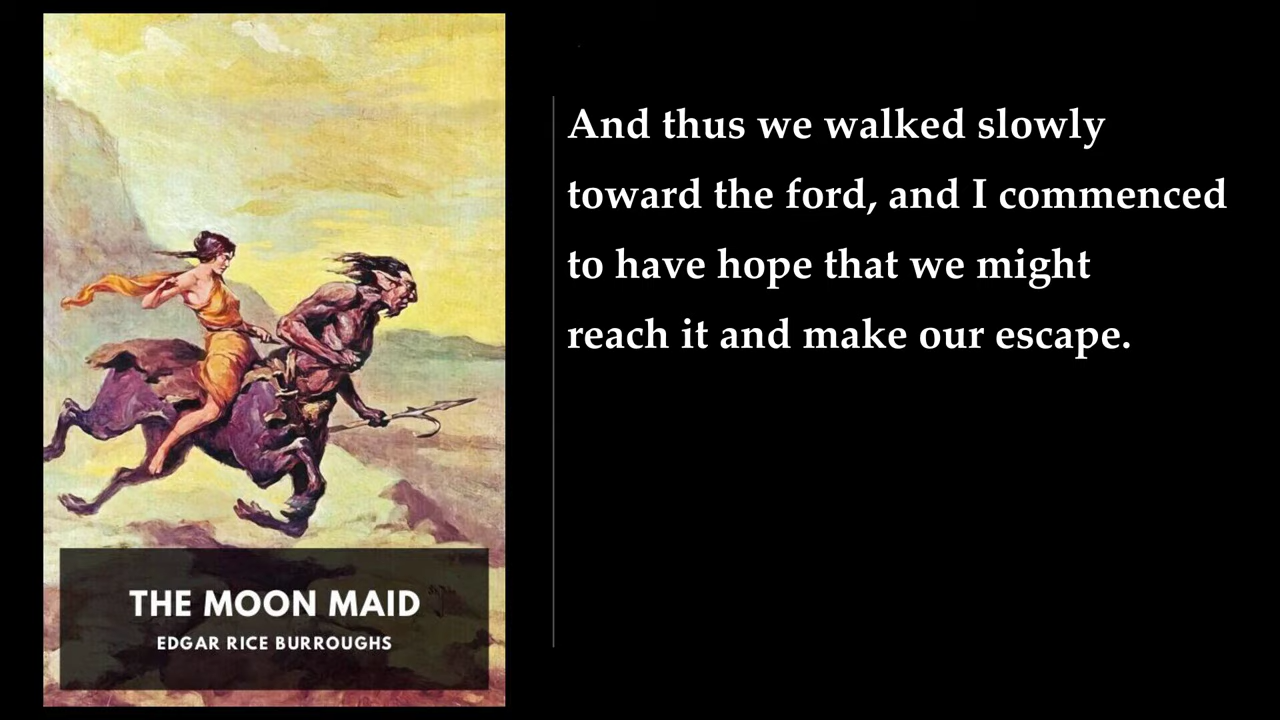 THE MOON MAID
EDGAR RICE BURROUGHS
And thus we walked slowly
toward the ford, and I commenced
to have hope that we might
reach it and make our escape.